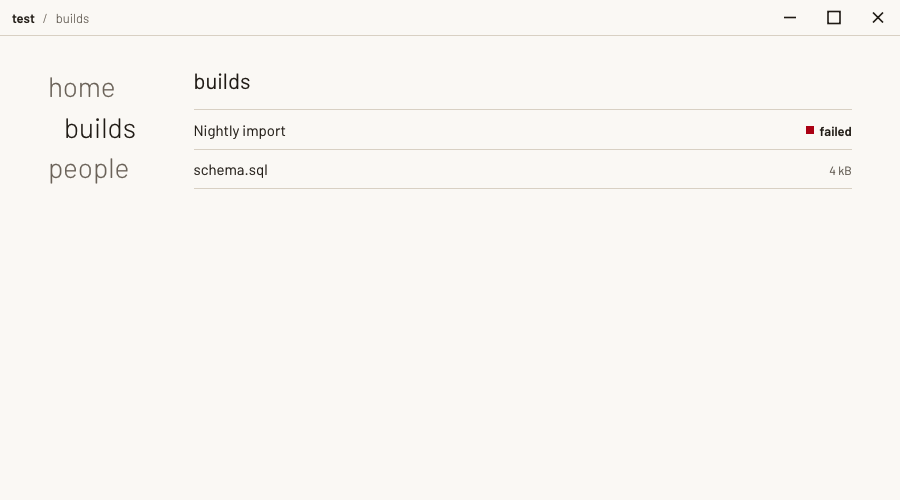 test / builds
home
builds
people
builds
Nightly import failed
schema.sql 4 kB